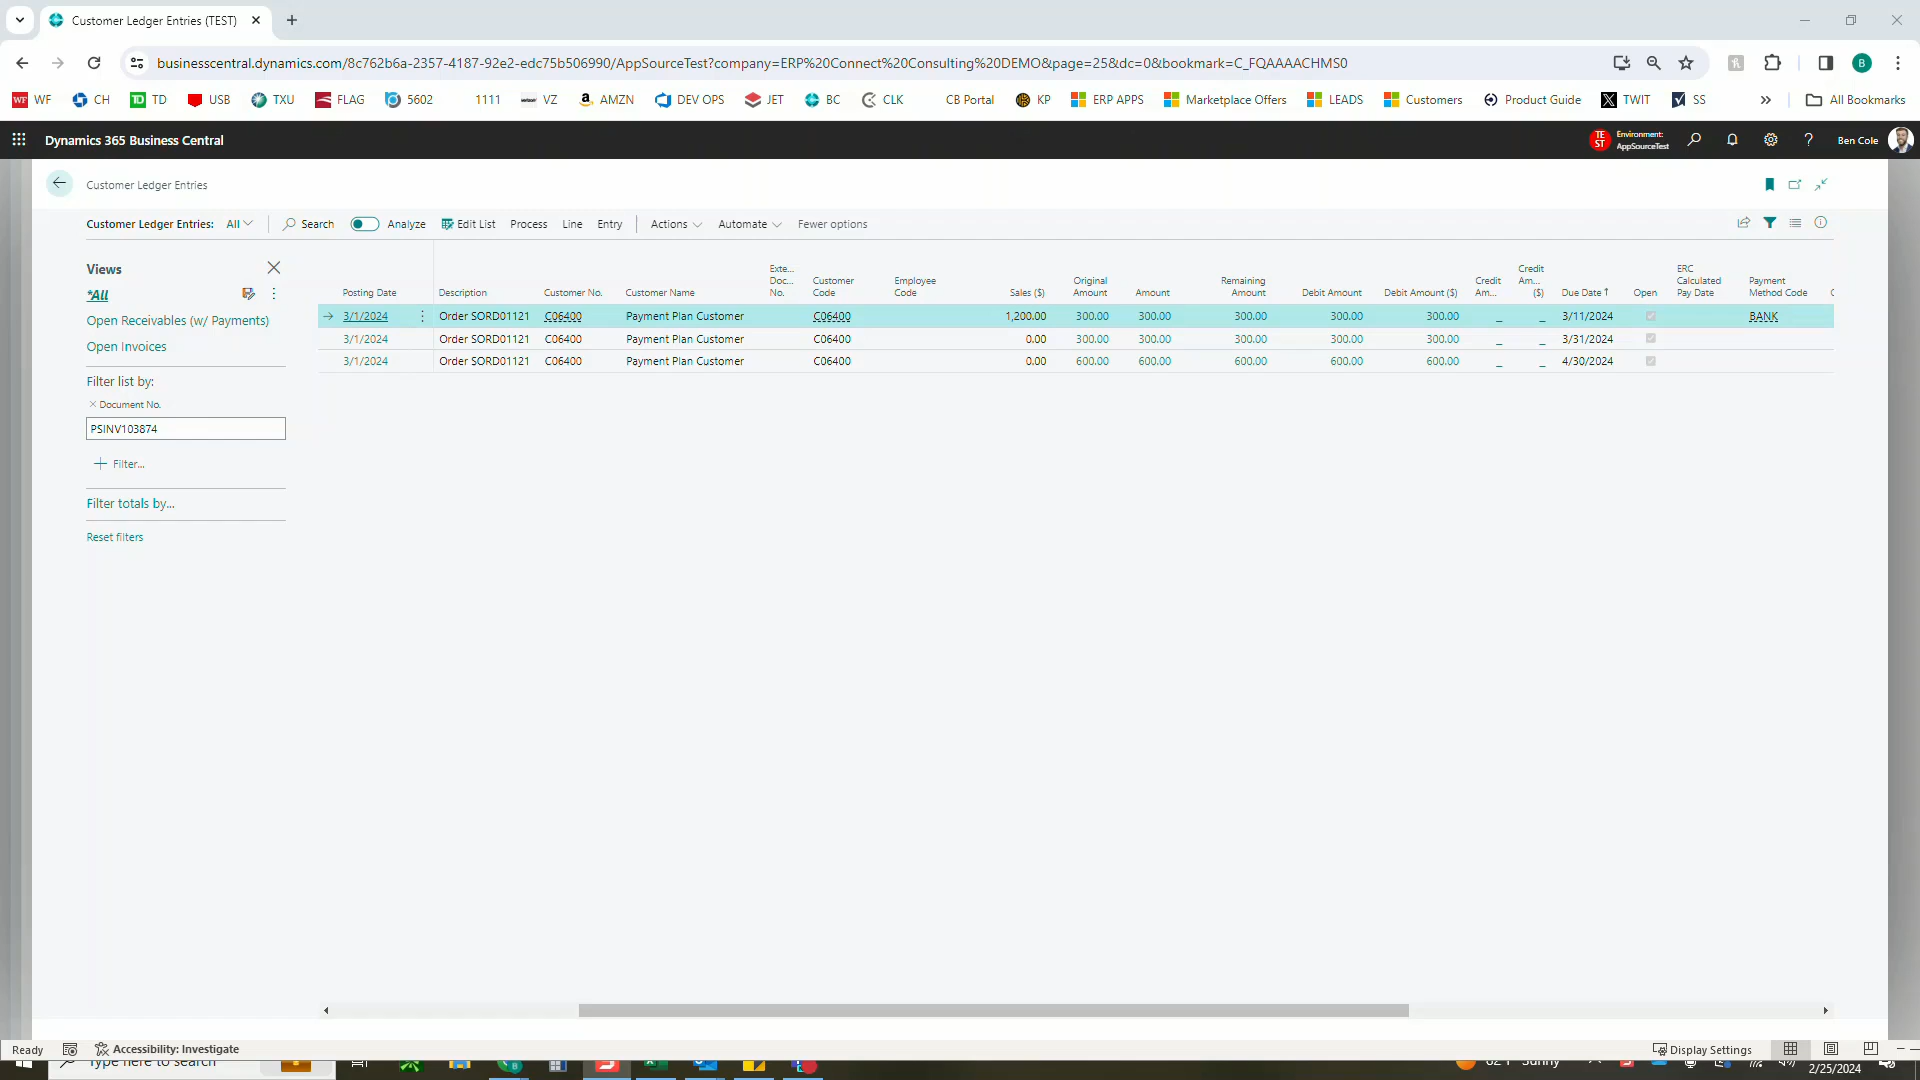 Customer Ledger Entries (TEST)
businesscentral.dynamics.com/8c762b6a-2357-4187-92e2-edc75b506990/AppSourceTest?company=ERP%20Connect%20Consulting%20DEMO&page=25&dc=0&bookmark=C_FQAAAACHMS0
B
WF CH TD USB TXU FLAG 5602 1111 VZ AMZN DEV OPS JET BC CLK CB Portal KP ERP APPS Marketplace Offers LEADS Customers Product Guide TWIT SS All Bookmarks
Dynamics 365 Business Central
TE ST
Environment:
AppSourceTest
Ben Cole
Customer Ledger Entries
Customer Ledger Entries: All Search Analyze Edit List Process Line Entry Actions Automate Fewer options
Views
*All
Open Receivables (w/ Payments)
Open Invoices
Filter list by:
× Document No.
PSINV103874
Filter...
Filter totals by...
Reset filters
Posting Date Description Customer No. Customer Name Exte... Doc... No. Customer Code Employee Code Sales ($) Original Amount Amount Remaining Amount Debit Amount Debit Amount ($) Credit Am... Credit Am... ($) Due Date↑ Open ERC Calculated Pay Date Payment Method Code
3/1/2024 Order SORD01121 C06400 Payment Plan Customer C06400 1,200.00 300.00 300.00 300.00 300.00 300.00 _ _ 3/11/2024 BANK
3/1/2024 Order SORD01121 C06400 Payment Plan Customer C06400 0.00 300.00 300.00 300.00 300.00 300.00 _ _ 3/31/2024
3/1/2024 Order SORD01121 C06400 Payment Plan Customer C06400 0.00 600.00 600.00 600.00 600.00 600.00 _ _ 4/30/2024
Ready Accessibility: Investigate Display Settings
Type here to search
Sunny
2/25/2024